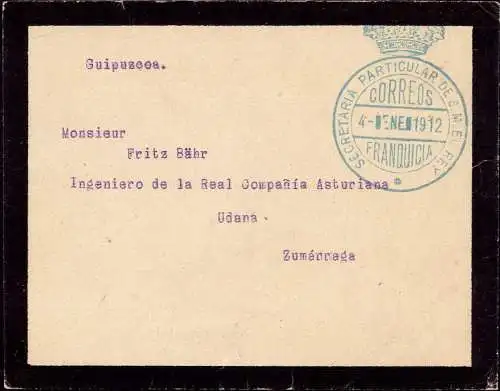 Guipuzcoa.
SECRETARIA PARTICULAR DE S.M. EL REY
CORREOS
4-ENE 1912
FRANQUICIA
Monsieur
Fritz Bähr
Ingeniero de la Real Compañía Asturiana
Udana.
Zumárraga